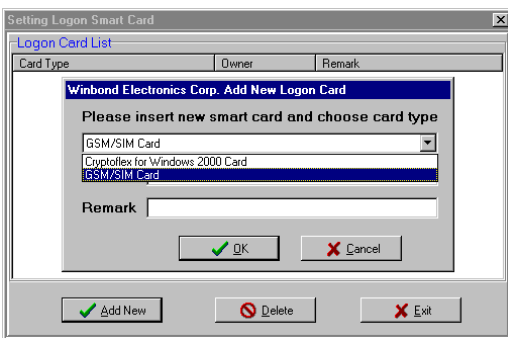 Setting Logon Smart Card
Logon Card List
Card Type Owner Remark
Winbond Electronics Corp. Add New Logon Card
Please insert new smart card and choose card type
GSM/SIM Card
Cryptoflex for Windows 2000 Card
GSM/SIM Card
Remark
OK Cancel
Add New Delete Exit